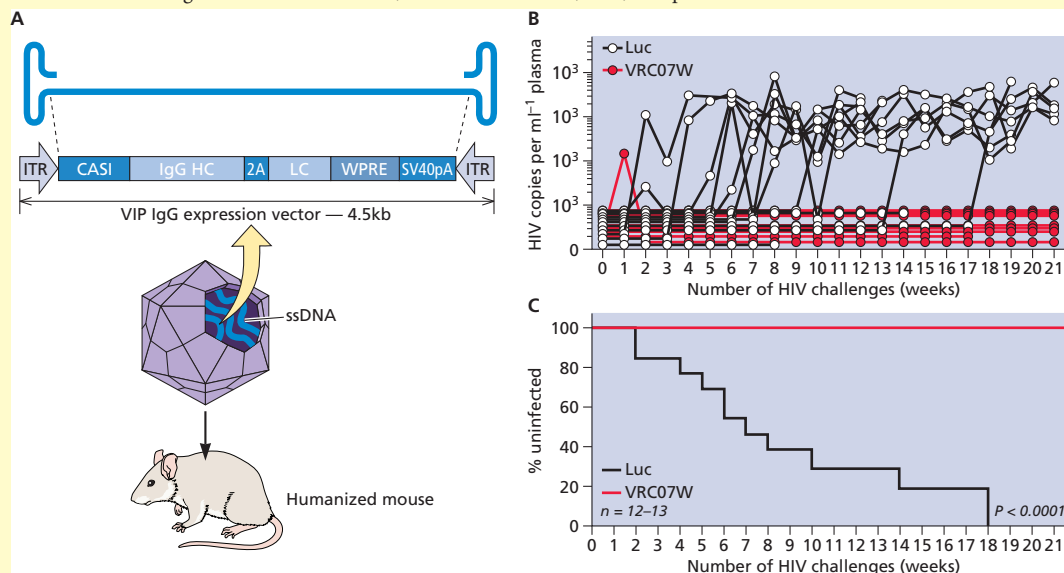 A
ITR CASI IgG HC 2A LC WPRE SV40pA ITR
VIP IgG expression vector — 4.5kb
ssDNA
Humanized mouse
B
Luc
VRC07W
HIV copies per ml⁻¹ plasma
10³
10³
10³
10³
0
0 1 2 3 4 5 6 7 8 9 10 11 12 13 14 15 16 17 18 19 20 21
Number of HIV challenges (weeks)
C
% uninfected
100
80
60
40
20
0
Luc
VRC07W
n = 12–13
P < 0.0001
0 1 2 3 4 5 6 7 8 9 10 11 12 13 14 15 16 17 18 19 20 21
Number of HIV challenges (weeks)